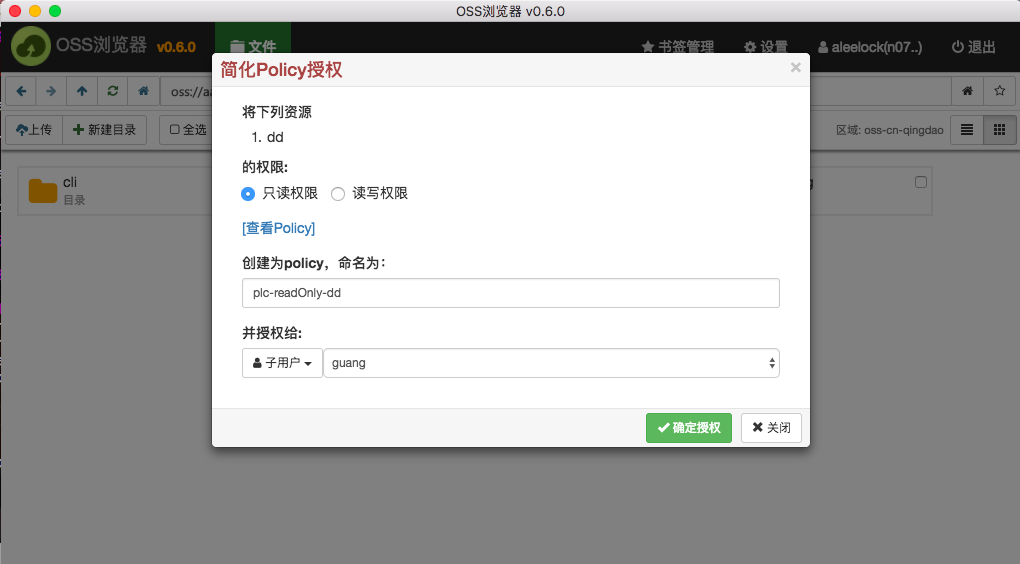 OSS浏览器 v0.6.0
OSS浏览器 v0.6.0 文件 书签管理 设置 aleelock(n07..) 退出
简化Policy授权 ×
oss://a
上传 新建目录 全选 区域: oss-cn-qingdao
将下列资源
1. dd
的权限:
只读权限 读写权限
cli
目录
[查看Policy]
创建为policy，命名为：
plc-readOnly-dd
并授权给:
子用户 guang
确定授权 关闭